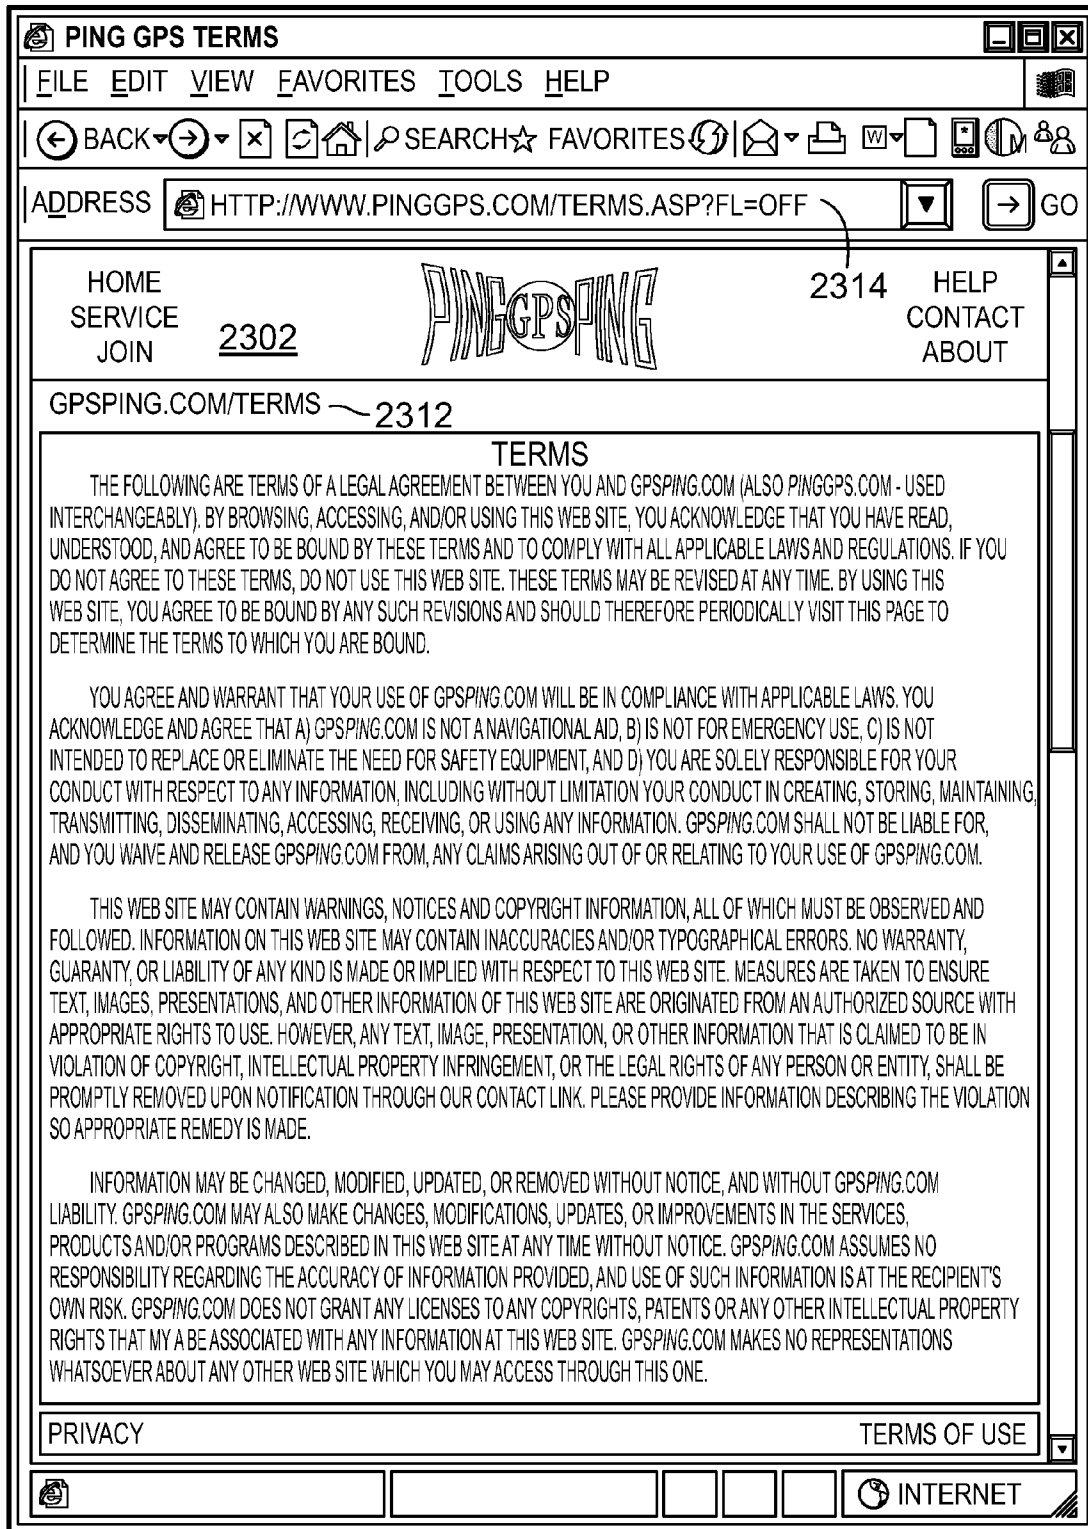 PING GPS TERMS
FILE EDIT VIEW FAVORITES TOOLS HELP
BACK SEARCH FAVORITES W M
ADDRESS HTTP://WWW.PINGGPS.COM/TERMS.ASP?FL=OFF GO
2314
HOME
SERVICE
JOIN
2302
PING GPS PING
HELP
CONTACT
ABOUT
GPSPING.COM/TERMS 2312
TERMS
THE FOLLOWING ARE TERMS OF A LEGAL AGREEMENT BETWEEN YOU AND GPSPING.COM (ALSO PINGGPS.COM - USED
INTERCHANGEABLY). BY BROWSING, ACCESSING, AND/OR USING THIS WEB SITE, YOU ACKNOWLEDGE THAT YOU HAVE READ,
UNDERSTOOD, AND AGREE TO BE BOUND BY THESE TERMS AND TO COMPLY WITH ALL APPLICABLE LAWS AND REGULATIONS. IF YOU
DO NOT AGREE TO THESE TERMS, DO NOT USE THIS WEB SITE. THESE TERMS MAY BE REVISED AT ANY TIME. BY USING THIS
WEB SITE, YOU AGREE TO BE BOUND BY ANY SUCH REVISIONS AND SHOULD THEREFORE PERIODICALLY VISIT THIS PAGE TO
DETERMINE THE TERMS TO WHICH YOU ARE BOUND.
YOU AGREE AND WARRANT THAT YOUR USE OF GPSPING.COM WILL BE IN COMPLIANCE WITH APPLICABLE LAWS. YOU
ACKNOWLEDGE AND AGREE THAT A) GPSPING.COM IS NOT A NAVIGATIONAL AID, B) IS NOT FOR EMERGENCY USE, C) IS NOT
INTENDED TO REPLACE OR ELIMINATE THE NEED FOR SAFETY EQUIPMENT, AND D) YOU ARE SOLELY RESPONSIBLE FOR YOUR
CONDUCT WITH RESPECT TO ANY INFORMATION, INCLUDING WITHOUT LIMITATION YOUR CONDUCT IN CREATING, STORING, MAINTAINING,
TRANSMITTING, DISSEMINATING, ACCESSING, RECEIVING, OR USING ANY INFORMATION. GPSPING.COM SHALL NOT BE LIABLE FOR,
AND YOU WAIVE AND RELEASE GPSPING.COM FROM, ANY CLAIMS ARISING OUT OF OR RELATING TO YOUR USE OF GPSPING.COM.
THIS WEB SITE MAY CONTAIN WARNINGS, NOTICES AND COPYRIGHT INFORMATION, ALL OF WHICH MUST BE OBSERVED AND
FOLLOWED. INFORMATION ON THIS WEB SITE MAY CONTAIN INACCURACIES AND/OR TYPOGRAPHICAL ERRORS. NO WARRANTY,
GUARANTY, OR LIABILITY OF ANY KIND IS MADE OR IMPLIED WITH RESPECT TO THIS WEB SITE. MEASURES ARE TAKEN TO ENSURE
TEXT, IMAGES, PRESENTATIONS, AND OTHER INFORMATION OF THIS WEB SITE ARE ORIGINATED FROM AN AUTHORIZED SOURCE WITH
APPROPRIATE RIGHTS TO USE. HOWEVER, ANY TEXT, IMAGE, PRESENTATION, OR OTHER INFORMATION THAT IS CLAIMED TO BE IN
VIOLATION OF COPYRIGHT, INTELLECTUAL PROPERTY INFRINGEMENT, OR THE LEGAL RIGHTS OF ANY PERSON OR ENTITY, SHALL BE
PROMPTLY REMOVED UPON NOTIFICATION THROUGH OUR CONTACT LINK. PLEASE PROVIDE INFORMATION DESCRIBING THE VIOLATION
SO APPROPRIATE REMEDY IS MADE.
INFORMATION MAY BE CHANGED, MODIFIED, UPDATED, OR REMOVED WITHOUT NOTICE, AND WITHOUT GPSPING.COM
LIABILITY. GPSPING.COM MAY ALSO MAKE CHANGES, MODIFICATIONS, UPDATES, OR IMPROVEMENTS IN THE SERVICES,
PRODUCTS AND/OR PROGRAMS DESCRIBED IN THIS WEB SITE AT ANY TIME WITHOUT NOTICE. GPSPING.COM ASSUMES NO
RESPONSIBILITY REGARDING THE ACCURACY OF INFORMATION PROVIDED, AND USE OF SUCH INFORMATION IS AT THE RECIPIENT'S
OWN RISK. GPSPING.COM DOES NOT GRANT ANY LICENSES TO ANY COPYRIGHTS, PATENTS OR ANY OTHER INTELLECTUAL PROPERTY
RIGHTS THAT MY A BE ASSOCIATED WITH ANY INFORMATION AT THIS WEB SITE. GPSPING.COM MAKES NO REPRESENTATIONS
WHATSOEVER ABOUT ANY OTHER WEB SITE WHICH YOU MAY ACCESS THROUGH THIS ONE.
PRIVACY TERMS OF USE
INTERNET